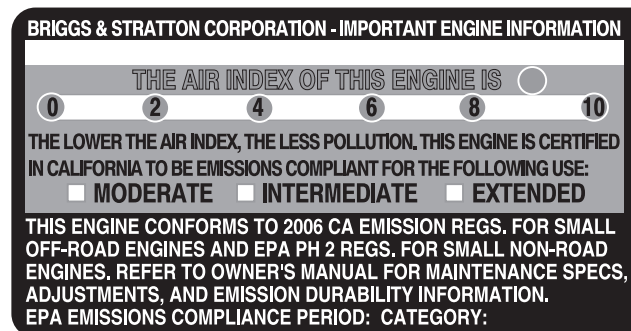 BRIGGS & STRATTON CORPORATION - IMPORTANT ENGINE INFORMATION
THE AIR INDEX OF THIS ENGINE IS
0 2 4 6 8 10
THE LOWER THE AIR INDEX, THE LESS POLLUTION. THIS ENGINE IS CERTIFIED
IN CALIFORNIA TO BE EMISSIONS COMPLIANT FOR THE FOLLOWING USE:
MODERATE INTERMEDIATE EXTENDED
THIS ENGINE CONFORMS TO 2006 CA EMISSION REGS. FOR SMALL
OFF-ROAD ENGINES AND EPA PH 2 REGS. FOR SMALL NON-ROAD
ENGINES. REFER TO OWNER'S MANUAL FOR MAINTENANCE SPECS,
ADJUSTMENTS, AND EMISSION DURABILITY INFORMATION.
EPA EMISSIONS COMPLIANCE PERIOD: CATEGORY: